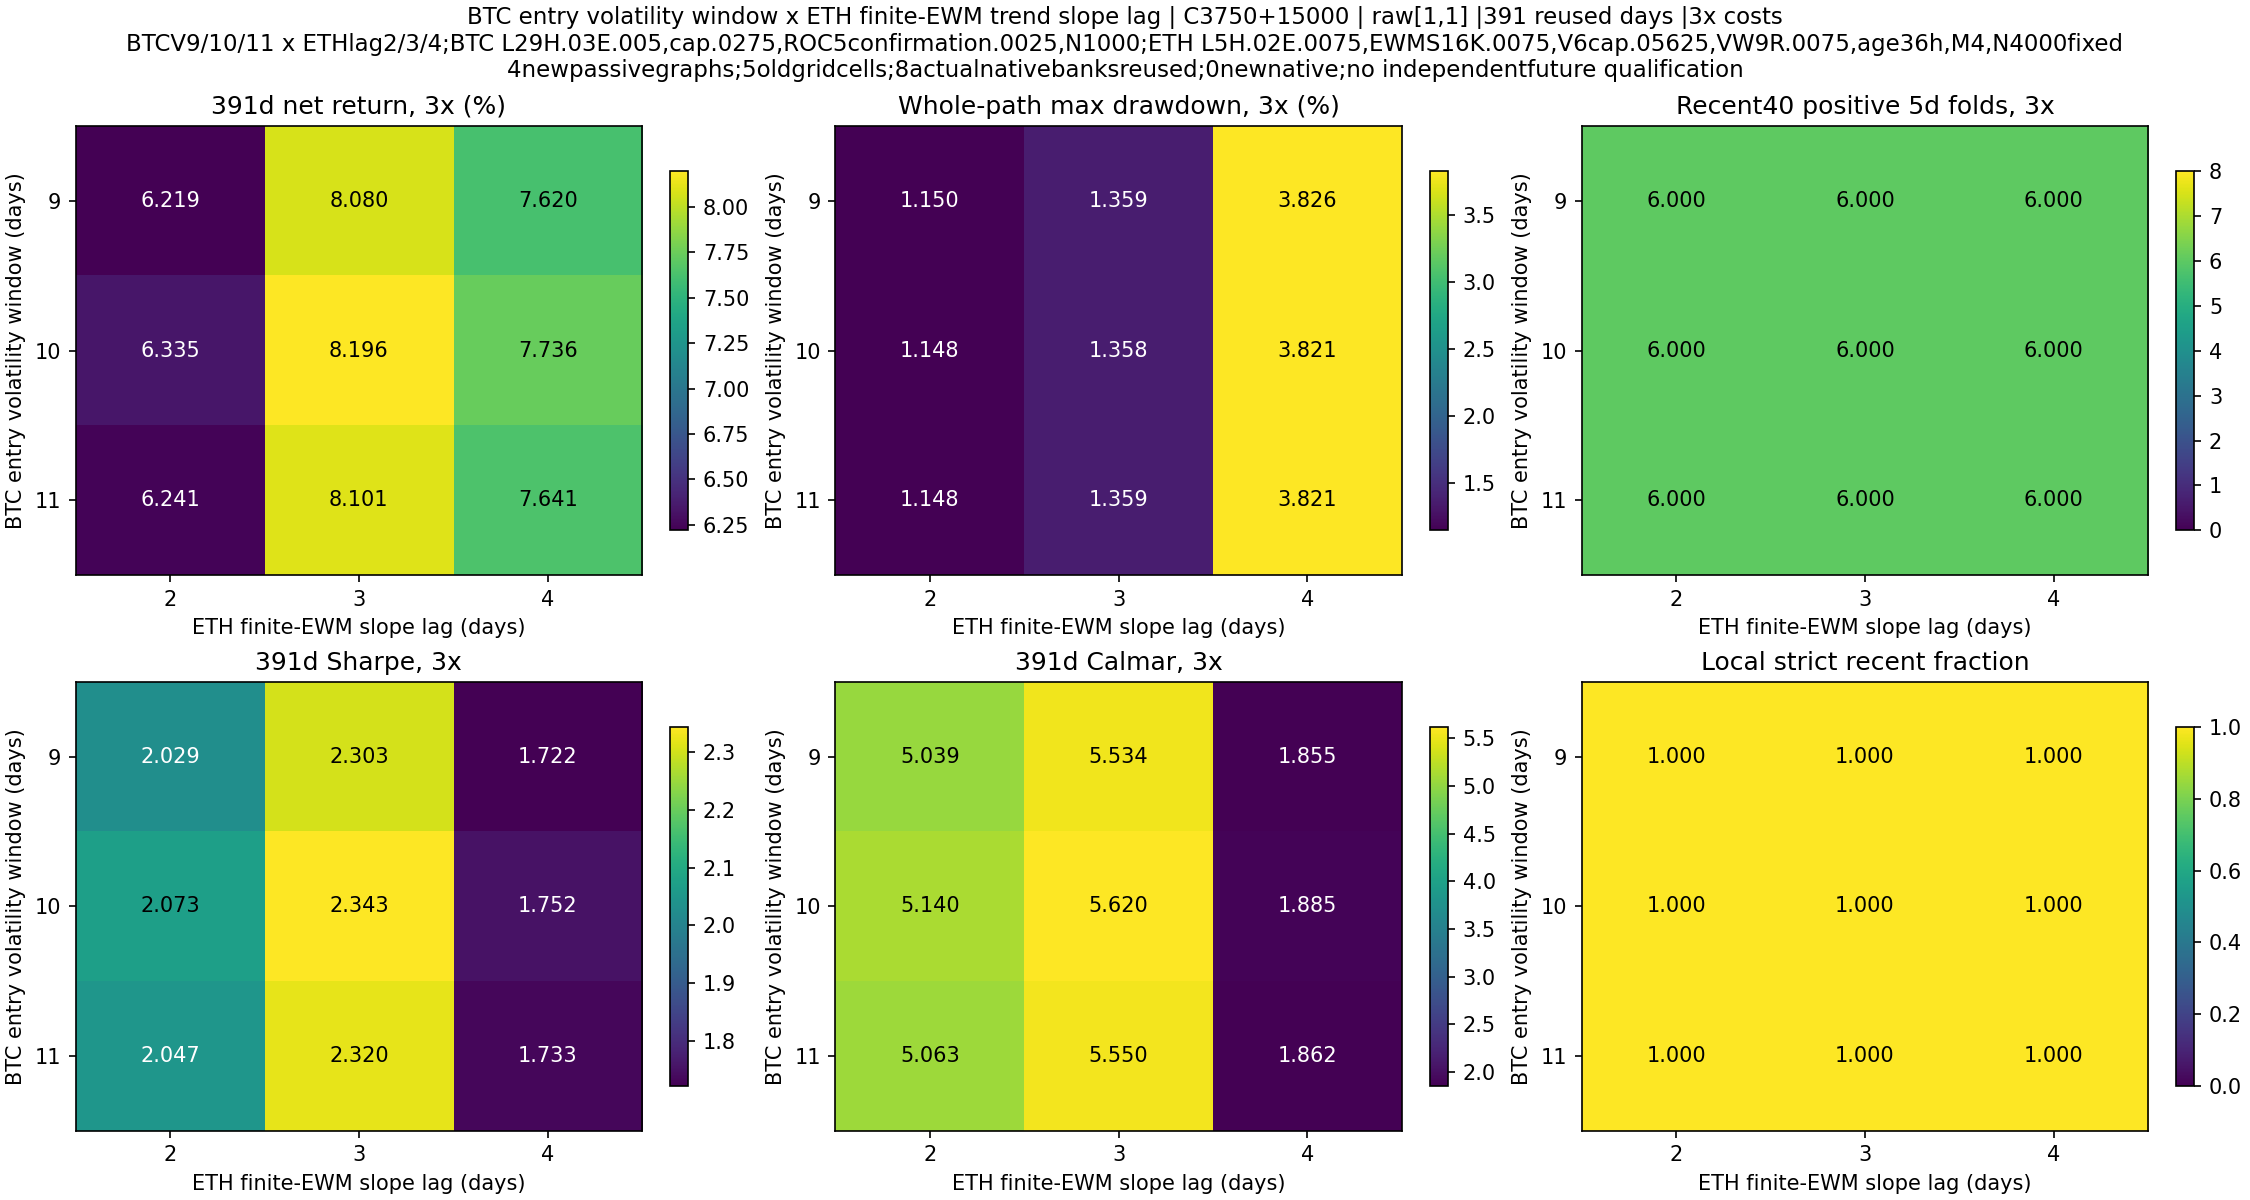 BTC entry volatility window x ETH finite-EWM trend slope lag | C3750+15000 | raw[1,1] |391 reused days |3x costs
BTCV9/10/11 x ETHlag2/3/4;BTC L29H.03E.005,cap.0275,ROC5confirmation.0025,N1000;ETH L5H.02E.0075,EWMS16K.0075,V6cap.05625,VW9R.0075,age36h,M4,N4000fixed
4newpassivegraphs;5oldgridcells;8actualnativebanksreused;0newnative;no independentfuture qualification
391d net return, 3x (%)
BTC entry volatility window (days)
9
10
11
6.219 8.080 7.620
6.335 8.196 7.736
6.241 8.101 7.641
2 3 4
ETH finite-EWM slope lag (days)
8.00
7.75
7.50
7.25
7.00
6.75
6.50
6.25
Whole-path max drawdown, 3x (%)
BTC entry volatility window (days)
9
10
11
1.150 1.359 3.826
1.148 1.358 3.821
1.148 1.359 3.821
2 3 4
ETH finite-EWM slope lag (days)
3.5
3.0
2.5
2.0
1.5
Recent40 positive 5d folds, 3x
BTC entry volatility window (days)
9
10
11
6.000 6.000 6.000
6.000 6.000 6.000
6.000 6.000 6.000
2 3 4
ETH finite-EWM slope lag (days)
8
7
6
5
4
3
2
1
0
391d Sharpe, 3x
BTC entry volatility window (days)
9
10
11
2.029 2.303 1.722
2.073 2.343 1.752
2.047 2.320 1.733
2 3 4
ETH finite-EWM slope lag (days)
2.3
2.2
2.1
2.0
1.9
1.8
391d Calmar, 3x
BTC entry volatility window (days)
9
10
11
5.039 5.534 1.855
5.140 5.620 1.885
5.063 5.550 1.862
2 3 4
ETH finite-EWM slope lag (days)
5.5
5.0
4.5
4.0
3.5
3.0
2.5
2.0
Local strict recent fraction
BTC entry volatility window (days)
9
10
11
1.000 1.000 1.000
1.000 1.000 1.000
1.000 1.000 1.000
2 3 4
ETH finite-EWM slope lag (days)
1.0
0.8
0.6
0.4
0.2
0.0